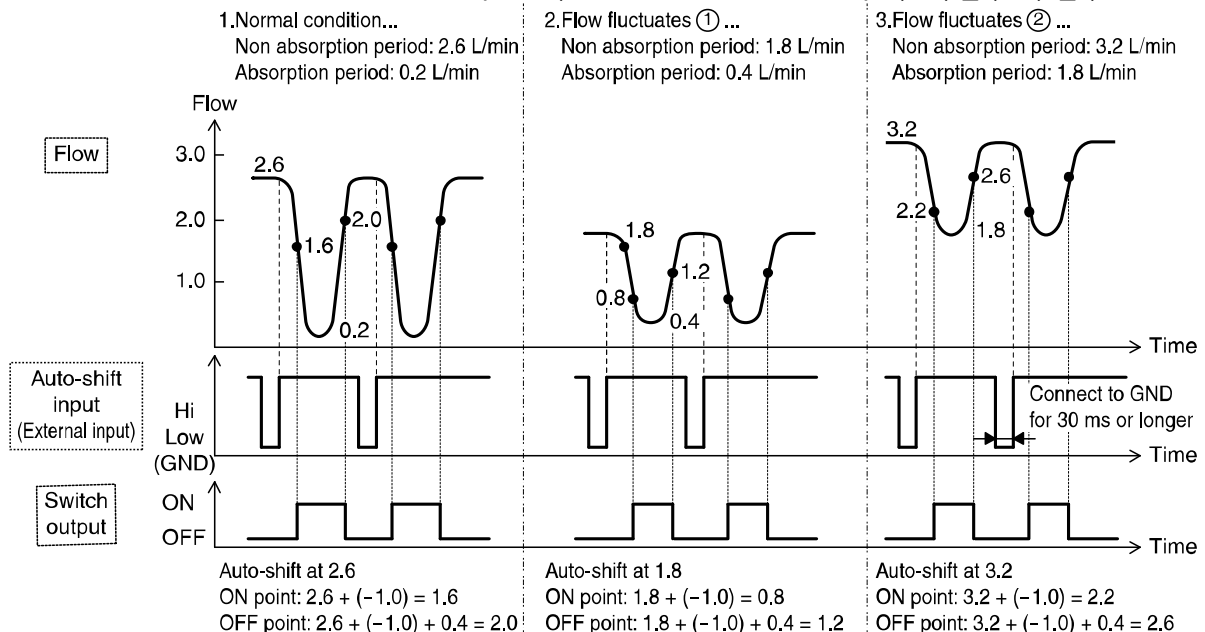 1.Normal condition...
Non absorption period: 2.6 L/min
Absorption period: 0.2 L/min
2.Flow fluctuates ① ...
Non absorption period: 1.8 L/min
Absorption period: 0.4 L/min
3.Flow fluctuates ② ...
Non absorption period: 3.2 L/min
Absorption period: 1.8 L/min
Flow
Flow
3.0
2.0
1.0
2.6
2.0
1.6
0.2
1.8
1.2
0.8
0.4
3.2
2.6
2.2
1.8
Time
Auto-shift
input
(External input)
Hi
Low
(GND)
Connect to GND
for 30 ms or longer
Time
Switch
output
ON
OFF
Time
Auto-shift at 2.6
ON point: 2.6 + (−1.0) = 1.6
OFF point: 2.6 + (−1.0) + 0.4 = 2.0
Auto-shift at 1.8
ON point: 1.8 + (−1.0) = 0.8
OFF point: 1.8 + (−1.0) + 0.4 = 1.2
Auto-shift at 3.2
ON point: 3.2 + (−1.0) = 2.2
OFF point: 3.2 + (−1.0) + 0.4 = 2.6